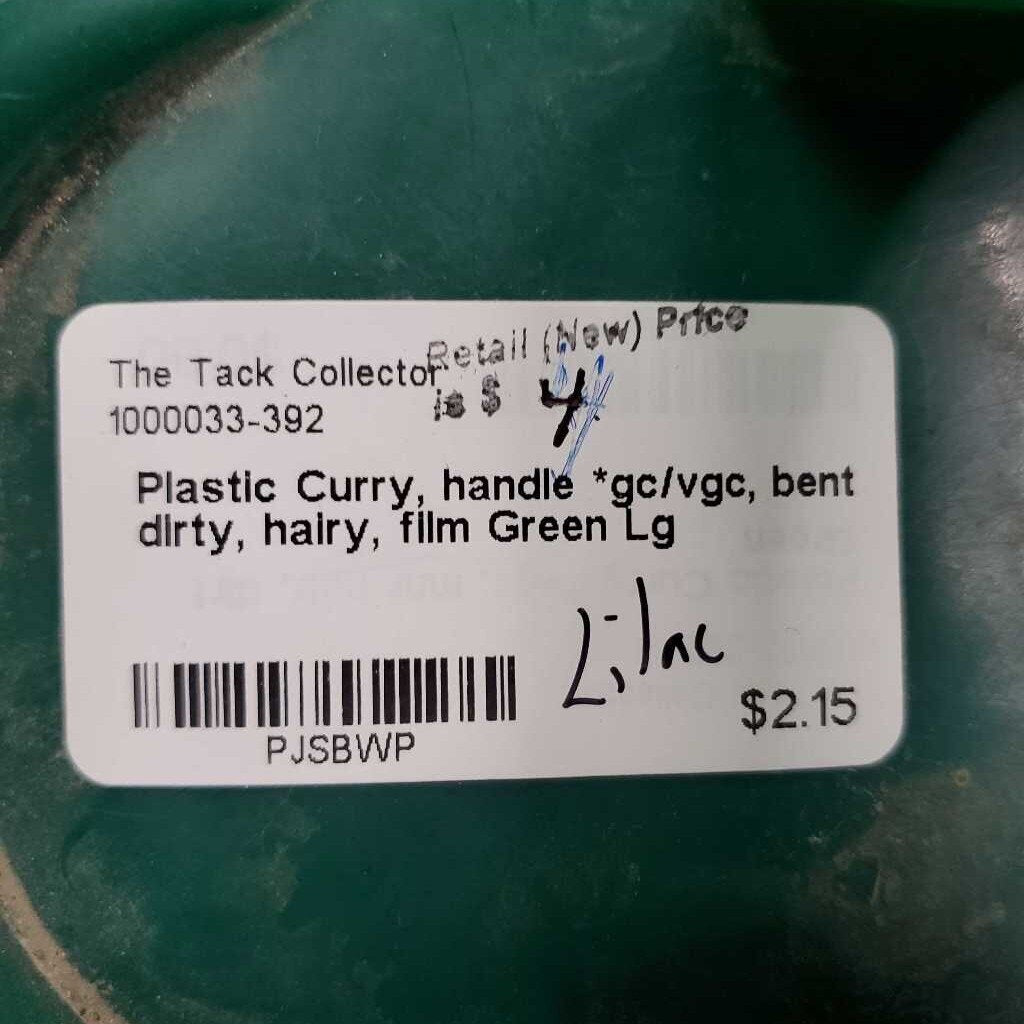 The Tack Collector
1000033-392
Retail (New) Price
is $ 4
Plastic Curry, handle *gc/vgc, bent
dirty, hairy, film Green Lg
Lilac
$2.15
PJSBWP